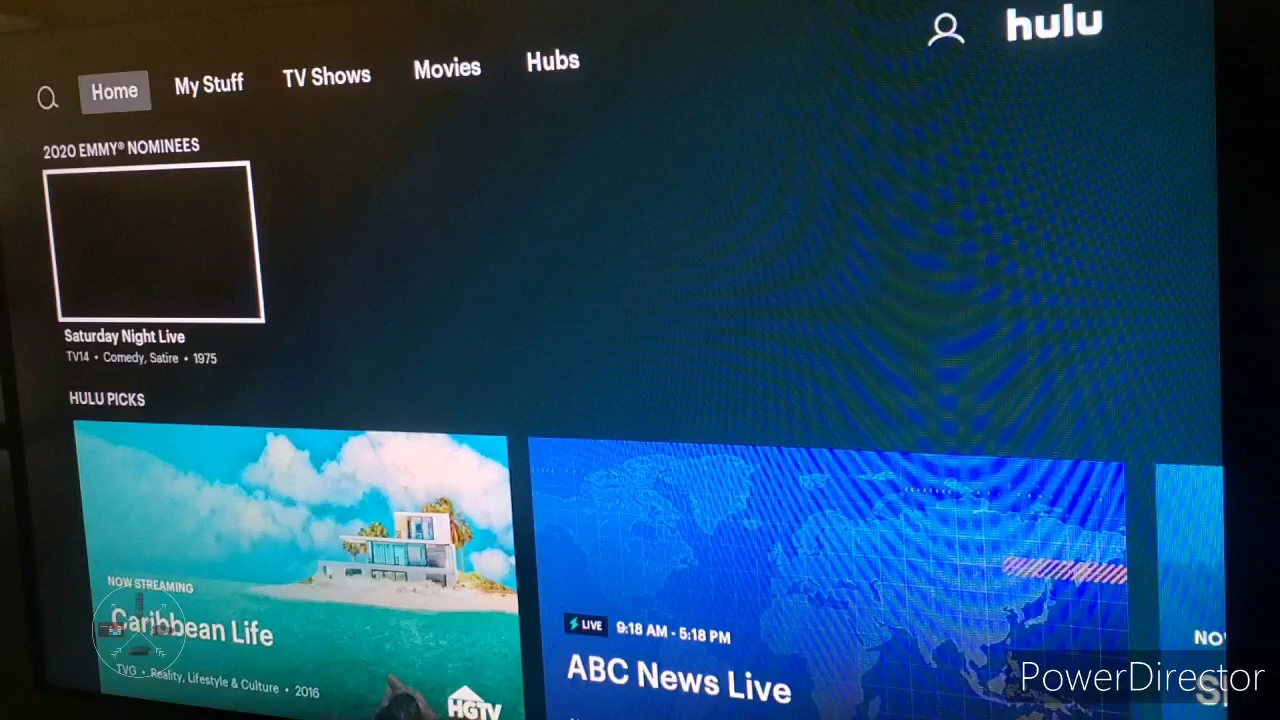 hulu
Home My Stuff TV Shows Movies Hubs
2020 EMMY® NOMINEES
Saturday Night Live
TV14 • Comedy, Satire • 1975
HULU PICKS
NOW STREAMING
Caribbean Life
TVG • Reality, Lifestyle & Culture • 2016
HGTV
LIVE 9:18 AM - 5:18 PM
ABC News Live
PowerDirector